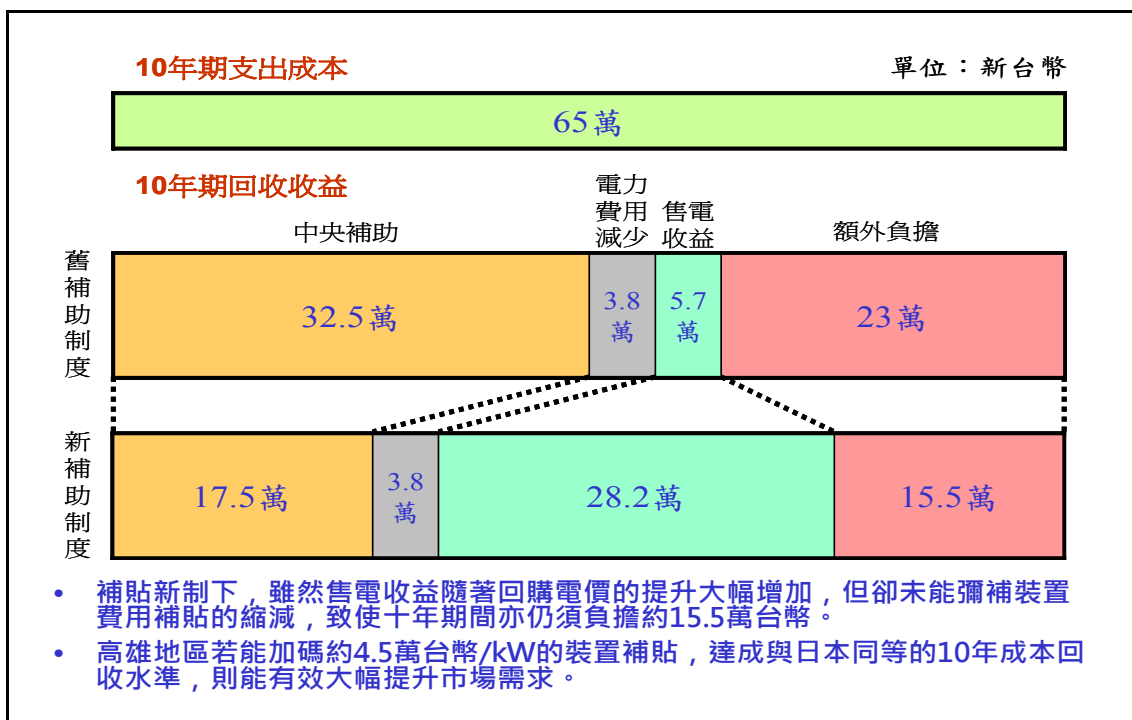 10年期支出成本
單位：新台幣
65萬
10年期回收收益
中央補助
電力
費用
減少
售電
收益
額外負擔
舊補助制度
32.5萬
3.8
萬
5.7
萬
23萬
新補助制度
17.5萬
3.8
萬
28.2萬
15.5萬
• 補貼新制下，雖然售電收益隨著回購電價的提升大幅增加，但卻未能彌補裝置
費用補貼的縮減，致使十年期間亦仍須負擔約15.5萬台幣。
• 高雄地區若能加碼約4.5萬台幣/kW的裝置補貼，達成與日本同等的10年成本回
收水準，則能有效大幅提升市場需求。